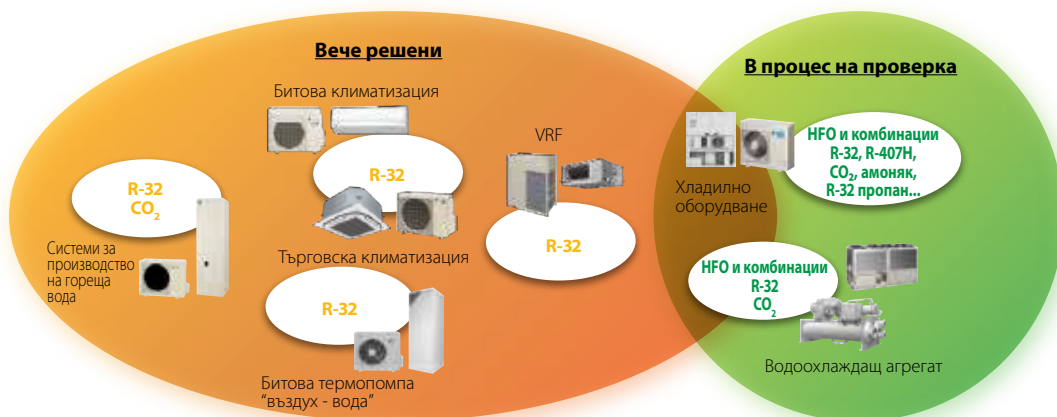 Вече решени
В процес на проверка
Битова климатизация
R-32
Търговска климатизация
R-32
CO₂
Системи за
производство
на гореща
вода
R-32
Битова термопомпа
“въздух - вода”
VRF
R-32
HFO и комбинации
R-32, R-407H,
CO₂, амоняк,
R-32 пропан...
Хладилно
оборудване
HFO и комбинации
R-32
CO₂
Водоохлаждащ агрегат